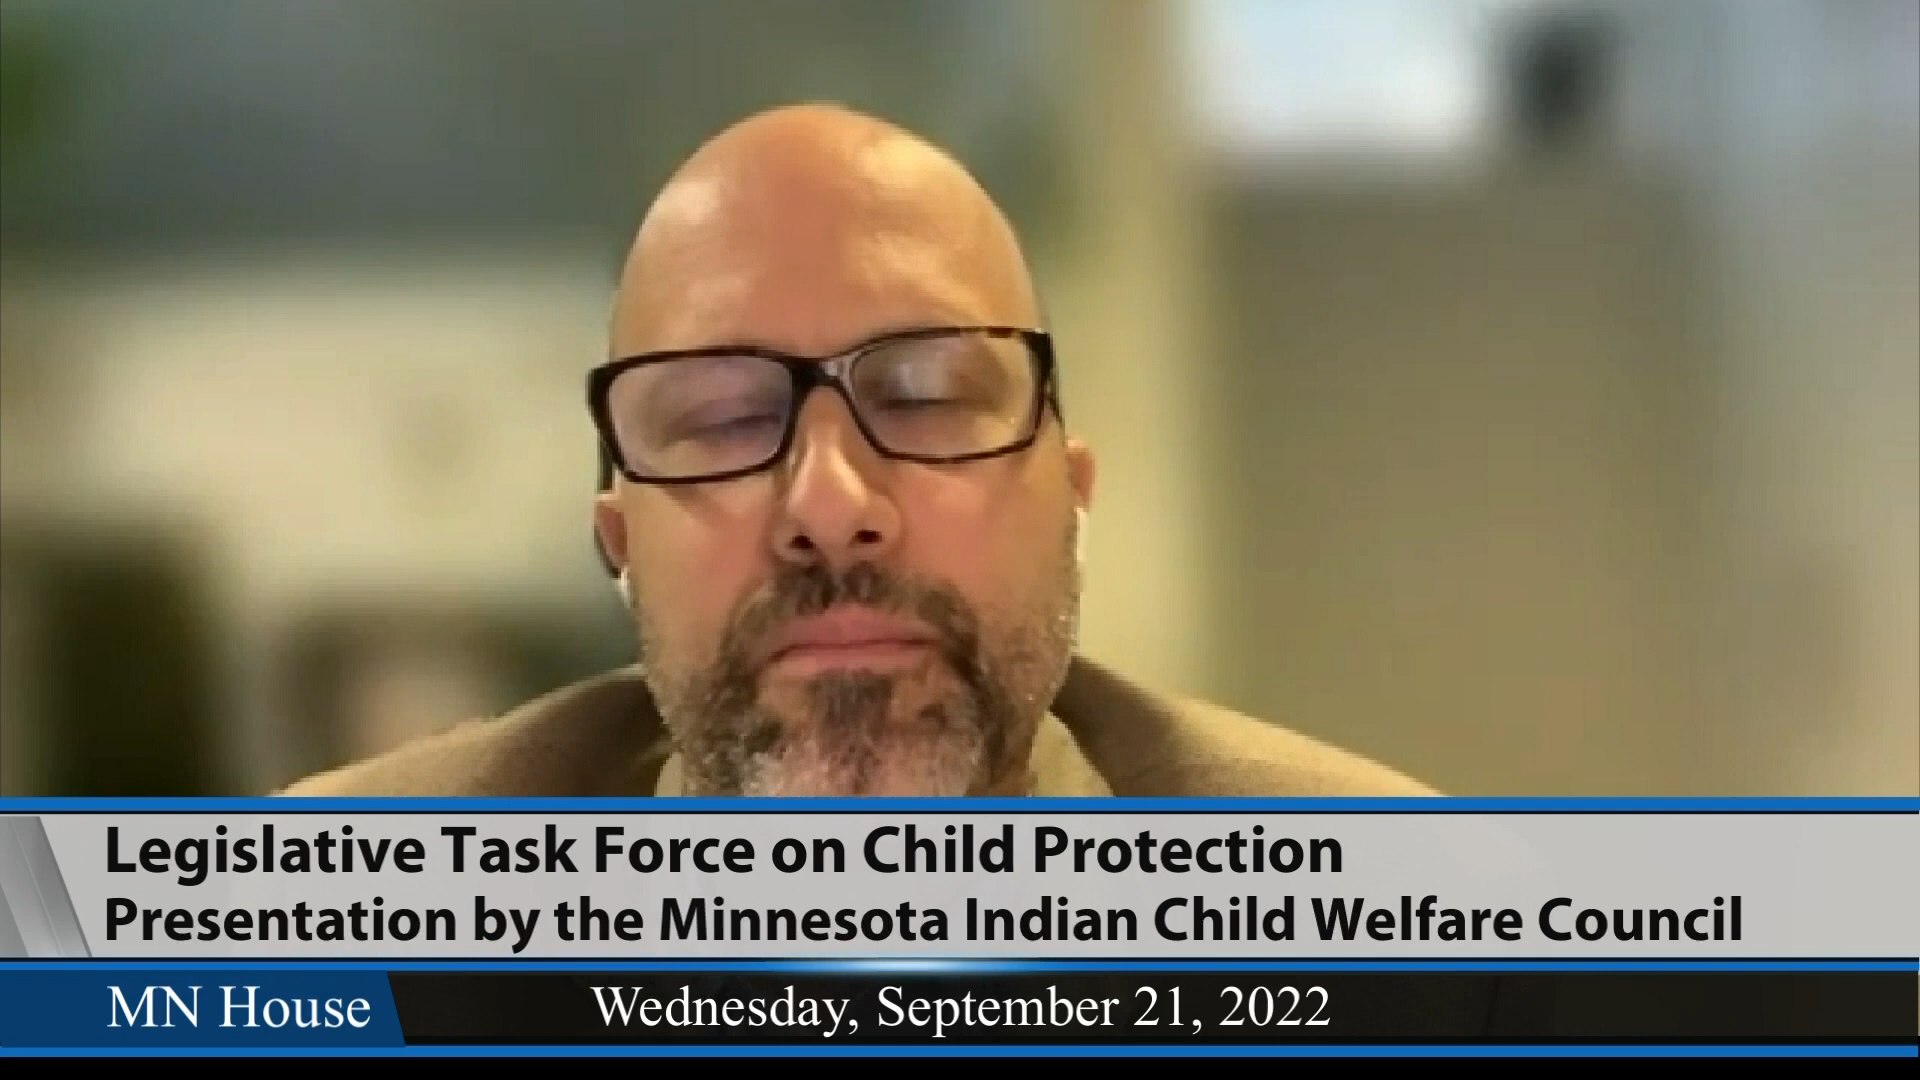 Legislative Task Force on Child Protection
Presentation by the Minnesota Indian Child Welfare Council
MN House
Wednesday, September 21, 2022